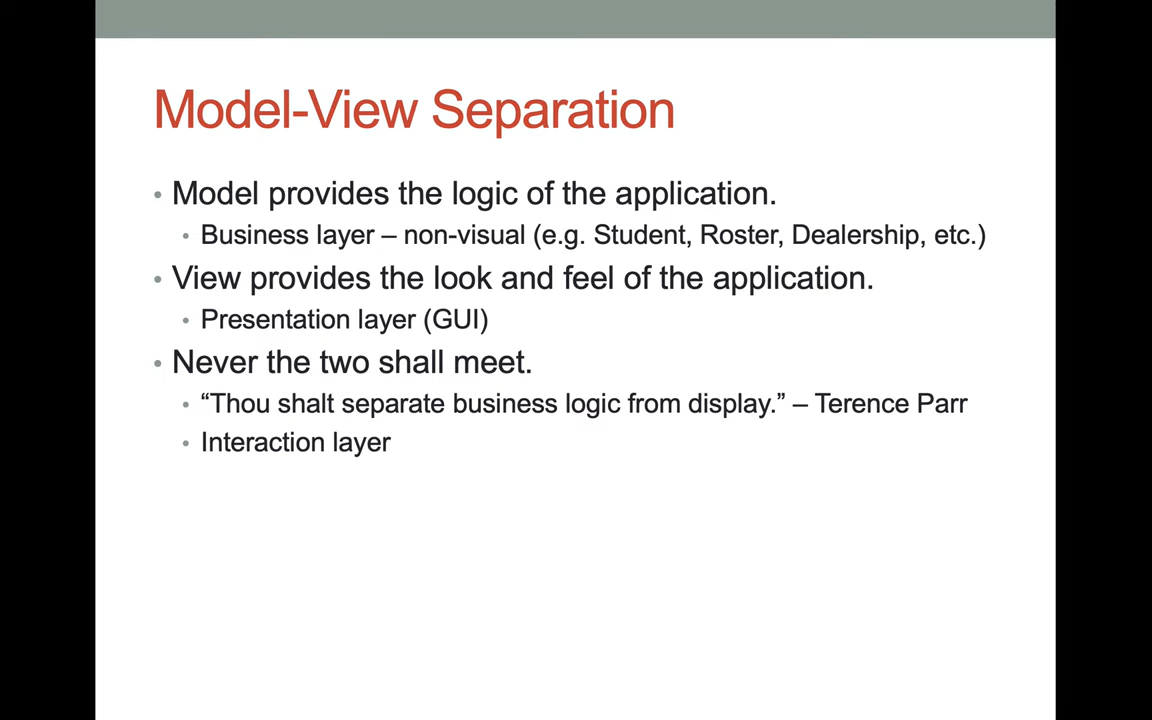 Model-View Separation
• Model provides the logic of the application.
• Business layer – non-visual (e.g. Student, Roster, Dealership, etc.)
• View provides the look and feel of the application.
• Presentation layer (GUI)
• Never the two shall meet.
• “Thou shalt separate business logic from display.” – Terence Parr
• Interaction layer